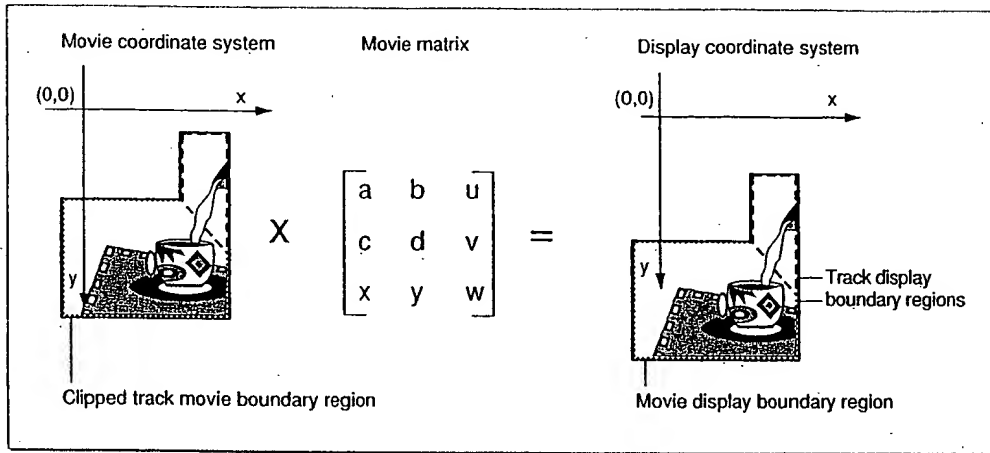 Movie coordinate system
Movie matrix
Display coordinate system
(0,0)
x
(0,0)
x
a b u
X
c d v
=
x y w
y
y
Track display
boundary regions
Clipped track movie boundary region
Movie display boundary region